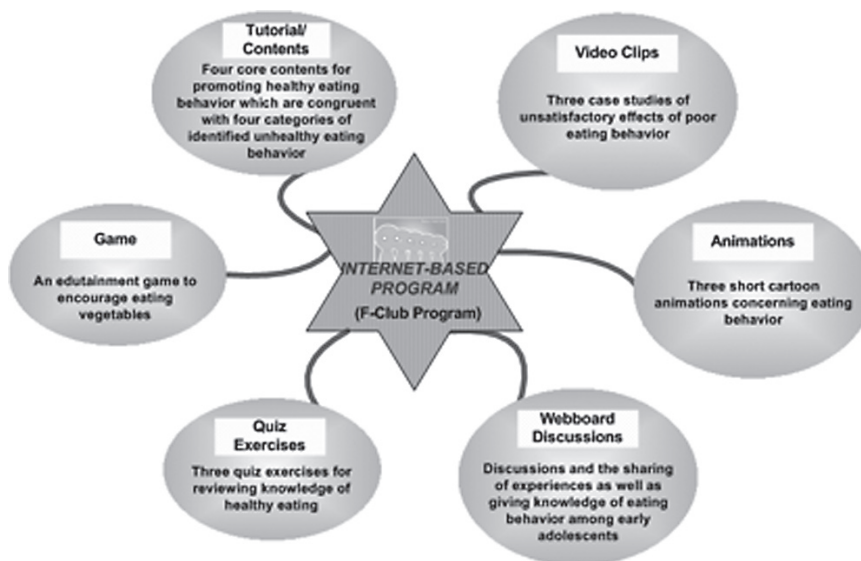 Tutorial/
Contents
Four core contents for
promoting healthy eating
behavior which are congruent
with four categories of
identified unhealthy eating
behavior
Video Clips
Three case studies of
unsatisfactory effects of poor
eating behavior
Game
An edutainment game to
encourage eating
vegetables
INTERNET-BASED
PROGRAM
(F-Club Program)
Animations
Three short cartoon
animations concerning eating
behavior
Quiz
Exercises
Three quiz exercises for
reviewing knowledge of
healthy eating
Webboard
Discussions
Discussions and the sharing
of experiences as well as
giving knowledge of eating
behavior among early
adolescents